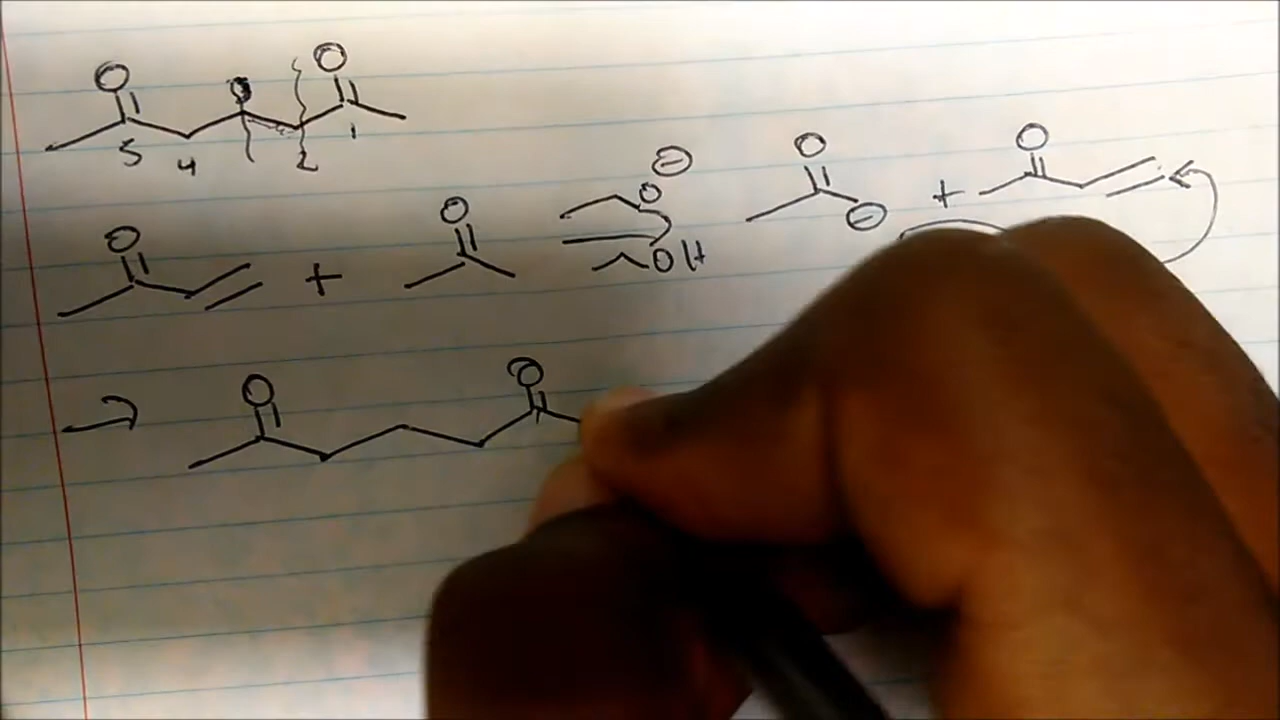 O O
5 4 2 1
O ⊖ O + O ⊖
O + O O OH
O O